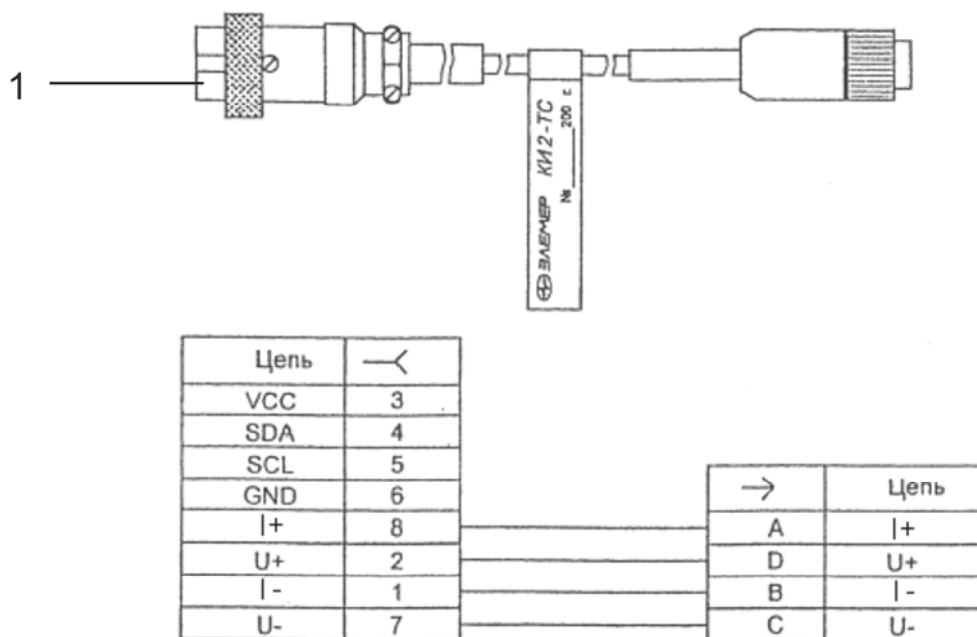 1
ЭЛЕМЕР КИ2-ТС
№ ______ 200 г.
Цепь
VCC 3
SDA 4
SCL 5
GND 6
I+ 8
U+ 2
I- 1
U- 7
Цепь
A I+
D U+
B I-
C U-